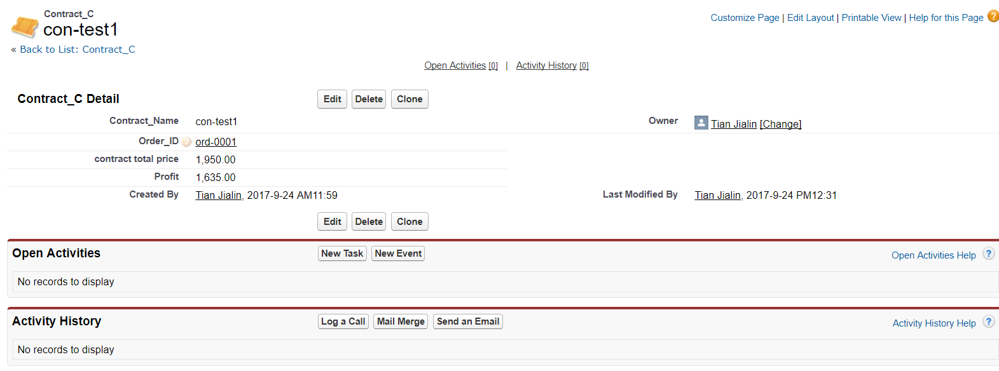 Contract_C
con-test1
« Back to List: Contract_C
Customize Page | Edit Layout | Printable View | Help for this Page ?
Open Activities [0] | Activity History [0]
Contract_C Detail
Edit Delete Clone
Contract_Name con-test1 Owner Tian Jialin [Change]
Order_ID ? ord-0001
contract total price 1,950.00
Profit 1,635.00
Created By Tian Jialin, 2017-9-24 AM11:59 Last Modified By Tian Jialin, 2017-9-24 PM12:31
Edit Delete Clone
Open Activities New Task New Event Open Activities Help ?
No records to display
Activity History Log a Call Mail Merge Send an Email Activity History Help ?
No records to display